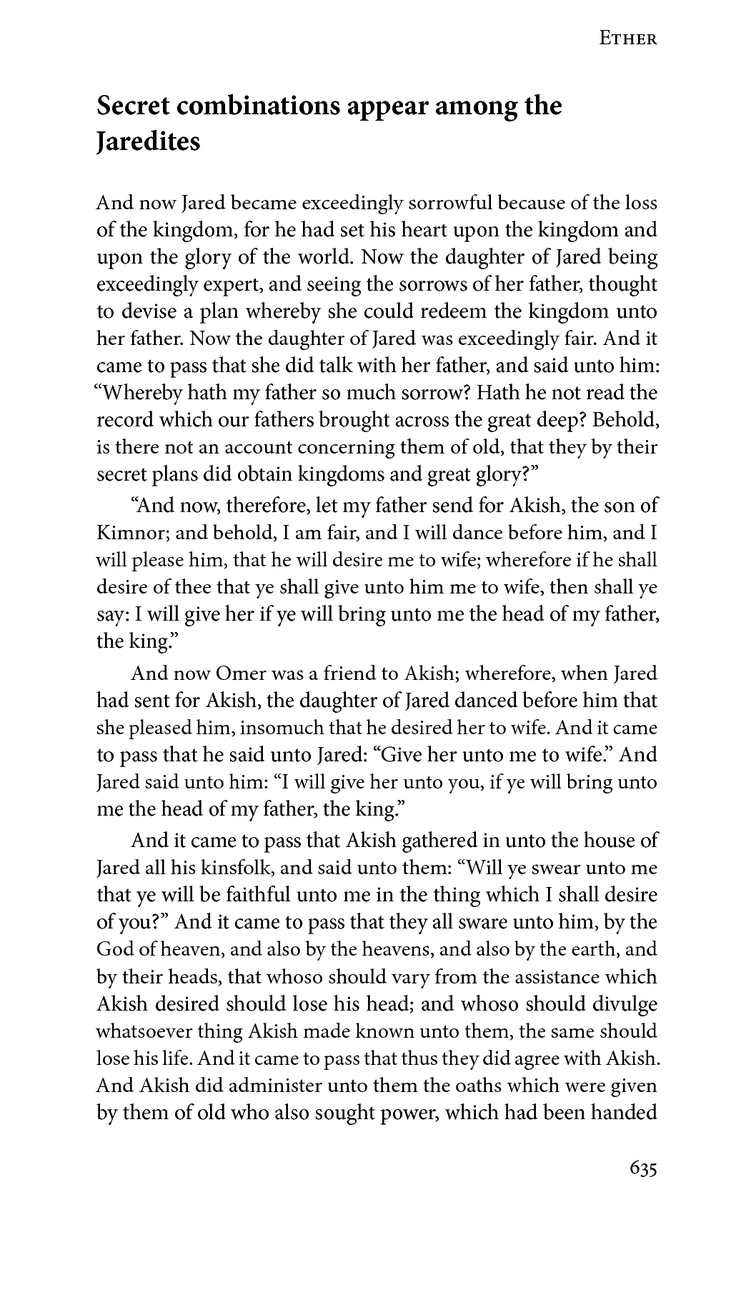 Ether
Secret combinations appear among the
Jaredites
And now Jared became exceedingly sorrowful because of the loss
of the kingdom, for he had set his heart upon the kingdom and
upon the glory of the world. Now the daughter of Jared being
exceedingly expert, and seeing the sorrows of her father, thought
to devise a plan whereby she could redeem the kingdom unto
her father. Now the daughter of Jared was exceedingly fair. And it
came to pass that she did talk with her father, and said unto him:
“Whereby hath my father so much sorrow? Hath he not read the
record which our fathers brought across the great deep? Behold,
is there not an account concerning them of old, that they by their
secret plans did obtain kingdoms and great glory?”
“And now, therefore, let my father send for Akish, the son of
Kimnor; and behold, I am fair, and I will dance before him, and I
will please him, that he will desire me to wife; wherefore if he shall
desire of thee that ye shall give unto him me to wife, then shall ye
say: I will give her if ye will bring unto me the head of my father,
the king.”
And now Omer was a friend to Akish; wherefore, when Jared
had sent for Akish, the daughter of Jared danced before him that
she pleased him, insomuch that he desired her to wife. And it came
to pass that he said unto Jared: “Give her unto me to wife.” And
Jared said unto him: “I will give her unto you, if ye will bring unto
me the head of my father, the king.”
And it came to pass that Akish gathered in unto the house of
Jared all his kinsfolk, and said unto them: “Will ye swear unto me
that ye will be faithful unto me in the thing which I shall desire
of you?” And it came to pass that they all sware unto him, by the
God of heaven, and also by the heavens, and also by the earth, and
by their heads, that whoso should vary from the assistance which
Akish desired should lose his head; and whoso should divulge
whatsoever thing Akish made known unto them, the same should
lose his life. And it came to pass that thus they did agree with Akish.
And Akish did administer unto them the oaths which were given
by them of old who also sought power, which had been handed
635